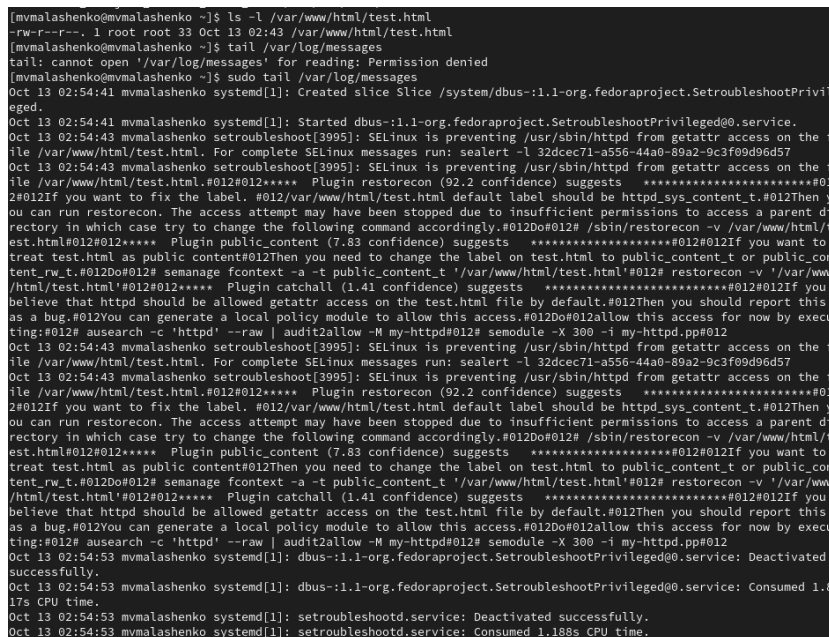 [mvmalashenko@mvmalashenko ~]$ ls -l /var/www/html/test.html
-rw-r--r--. 1 root root 33 Oct 13 02:43 /var/www/html/test.html
[mvmalashenko@mvmalashenko ~]$ tail /var/log/messages
tail: cannot open '/var/log/messages' for reading: Permission denied
[mvmalashenko@mvmalashenko ~]$ sudo tail /var/log/messages
Oct 13 02:54:41 mvmalashenko systemd[1]: Created slice Slice /system/dbus-:1.1-org.fedoraproject.SetroubleshootPrivil
eged.
Oct 13 02:54:41 mvmalashenko systemd[1]: Started dbus-:1.1-org.fedoraproject.SetroubleshootPrivileged@0.service.
Oct 13 02:54:43 mvmalashenko setroubleshoot[3995]: SELinux is preventing /usr/sbin/httpd from getattr access on the
ile /var/www/html/test.html. For complete SELinux messages run: sealert -l 32dcec71-a556-44a0-89a2-9c3f09d96d57
Oct 13 02:54:43 mvmalashenko setroubleshoot[3995]: SELinux is preventing /usr/sbin/httpd from getattr access on the
ile /var/www/html/test.html.#012#012***** Plugin restorecon (92.2 confidence) suggests ************************#01
2#012If you want to fix the label. #012/var/www/html/test.html default label should be httpd_sys_content_t.#012Then y
ou can run restorecon. The access attempt may have been stopped due to insufficient permissions to access a parent di
rectory in which case try to change the following command accordingly.#012Do#012# /sbin/restorecon -v /var/www/html/t
est.html#012#012***** Plugin public_content (7.83 confidence) suggests ********************#012#012If you want to
treat test.html as public content#012Then you need to change the label on test.html to public_content_t or public_con
tent_rw_t.#012Do#012# semanage fcontext -a -t public_content_t '/var/www/html/test.html'#012# restorecon -v '/var/www
/html/test.html'#012#012***** Plugin catchall (1.41 confidence) suggests **************************#012#012If you
believe that httpd should be allowed getattr access on the test.html file by default.#012Then you should report this
as a bug.#012You can generate a local policy module to allow this access.#012Do#012allow this access for now by execu
ting:#012# ausearch -c 'httpd' --raw | audit2allow -M my-httpd#012# semodule -X 300 -i my-httpd.pp#012
Oct 13 02:54:43 mvmalashenko setroubleshoot[3995]: SELinux is preventing /usr/sbin/httpd from getattr access on the
ile /var/www/html/test.html. For complete SELinux messages run: sealert -l 32dcec71-a556-44a0-89a2-9c3f09d96d57
Oct 13 02:54:43 mvmalashenko setroubleshoot[3995]: SELinux is preventing /usr/sbin/httpd from getattr access on the
ile /var/www/html/test.html.#012#012***** Plugin restorecon (92.2 confidence) suggests ************************#01
2#012If you want to fix the label. #012/var/www/html/test.html default label should be httpd_sys_content_t.#012Then y
ou can run restorecon. The access attempt may have been stopped due to insufficient permissions to access a parent di
rectory in which case try to change the following command accordingly.#012Do#012# /sbin/restorecon -v /var/www/html/t
est.html#012#012***** Plugin public_content (7.83 confidence) suggests ********************#012#012If you want to
treat test.html as public content#012Then you need to change the label on test.html to public_content_t or public_con
tent_rw_t.#012Do#012# semanage fcontext -a -t public_content_t '/var/www/html/test.html'#012# restorecon -v '/var/www
/html/test.html'#012#012***** Plugin catchall (1.41 confidence) suggests **************************#012#012If you
believe that httpd should be allowed getattr access on the test.html file by default.#012Then you should report this
as a bug.#012You can generate a local policy module to allow this access.#012Do#012allow this access for now by execu
ting:#012# ausearch -c 'httpd' --raw | audit2allow -M my-httpd#012# semodule -X 300 -i my-httpd.pp#012
Oct 13 02:54:53 mvmalashenko systemd[1]: dbus-:1.1-org.fedoraproject.SetroubleshootPrivileged@0.service: Deactivated
successfully.
Oct 13 02:54:53 mvmalashenko systemd[1]: dbus-:1.1-org.fedoraproject.SetroubleshootPrivileged@0.service: Consumed 1.8
17s CPU time.
Oct 13 02:54:53 mvmalashenko systemd[1]: setroubleshootd.service: Deactivated successfully.
Oct 13 02:54:53 mvmalashenko systemd[1]: setroubleshootd.service: Consumed 1.188s CPU time.